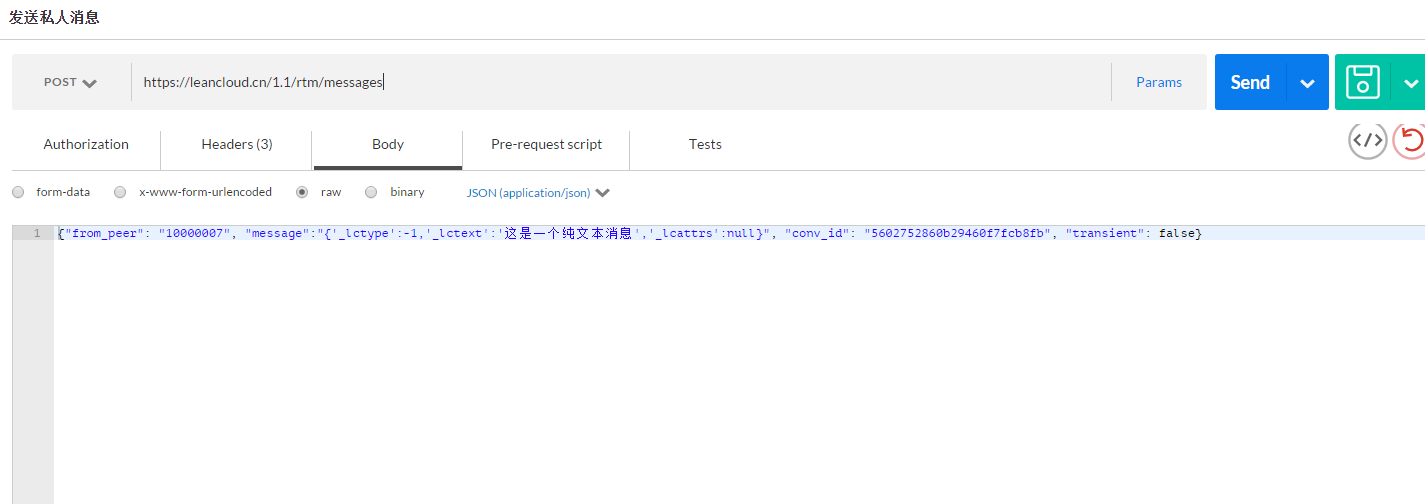 发送私人消息
POST https://leancloud.cn/1.1/rtm/messages Params Send
Authorization Headers (3) Body Pre-request script Tests
form-data x-www-form-urlencoded raw binary JSON (application/json)
1 {"from_peer": "10000007", "message":"{'_lctype':-1,'_lctext':'这是一个纯文本消息','_lcattrs':null}", "conv_id": "5602752860b29460f7fcb8fb", "transient": false}